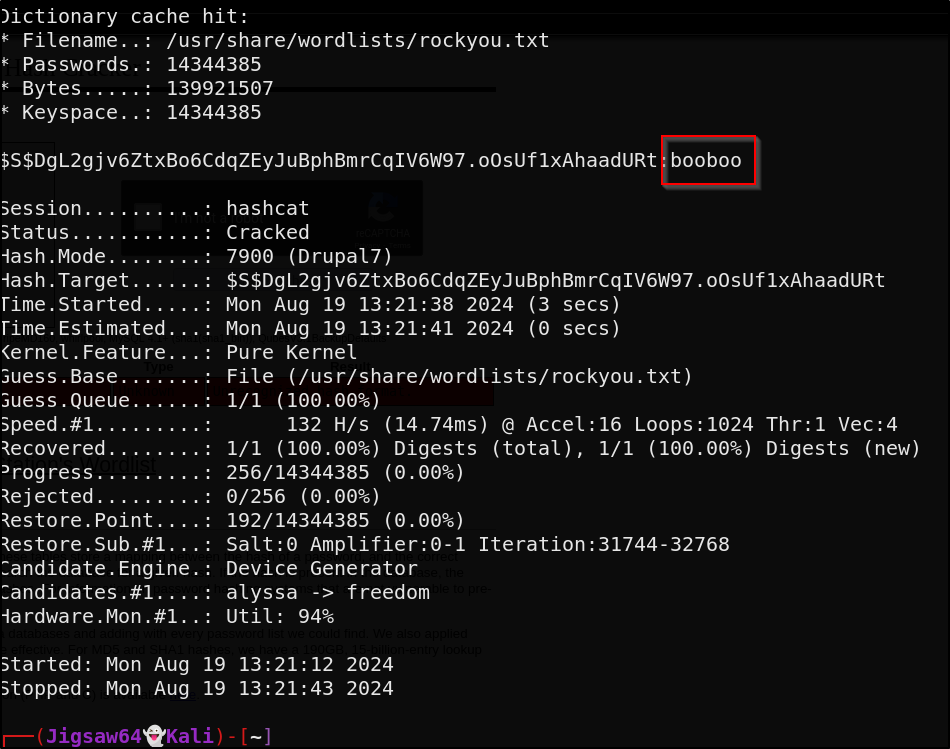 Dictionary cache hit:
* Filename..: /usr/share/wordlists/rockyou.txt
* Passwords.: 14344385
* Bytes.....: 139921507
* Keyspace..: 14344385
$S$DgL2gjv6ZtxBo6CdqZEyJuBphBmrCqIV6W97.oOsUf1xAhaadURt:booboo
Session..........: hashcat
Status...........: Cracked
Hash.Mode........: 7900 (Drupal7)
Hash.Target......: $S$DgL2gjv6ZtxBo6CdqZEyJuBphBmrCqIV6W97.oOsUf1xAhaadURt
Time.Started.....: Mon Aug 19 13:21:38 2024 (3 secs)
Time.Estimated...: Mon Aug 19 13:21:41 2024 (0 secs)
Kernel.Feature...: Pure Kernel
Guess.Base.......: File (/usr/share/wordlists/rockyou.txt)
Guess.Queue......: 1/1 (100.00%)
Speed.#1.........:      132 H/s (14.74ms) @ Accel:16 Loops:1024 Thr:1 Vec:4
Recovered........: 1/1 (100.00%) Digests (total), 1/1 (100.00%) Digests (new)
Progress.........: 256/14344385 (0.00%)
Rejected.........: 0/256 (0.00%)
Restore.Point....: 192/14344385 (0.00%)
Restore.Sub.#1...: Salt:0 Amplifier:0-1 Iteration:31744-32768
Candidate.Engine.: Device Generator
Candidates.#1....: alyssa -> freedom
Hardware.Mon.#1..: Util: 94%
Started: Mon Aug 19 13:21:12 2024
Stopped: Mon Aug 19 13:21:43 2024
┌──(Jigsaw64👻Kali)-[~]